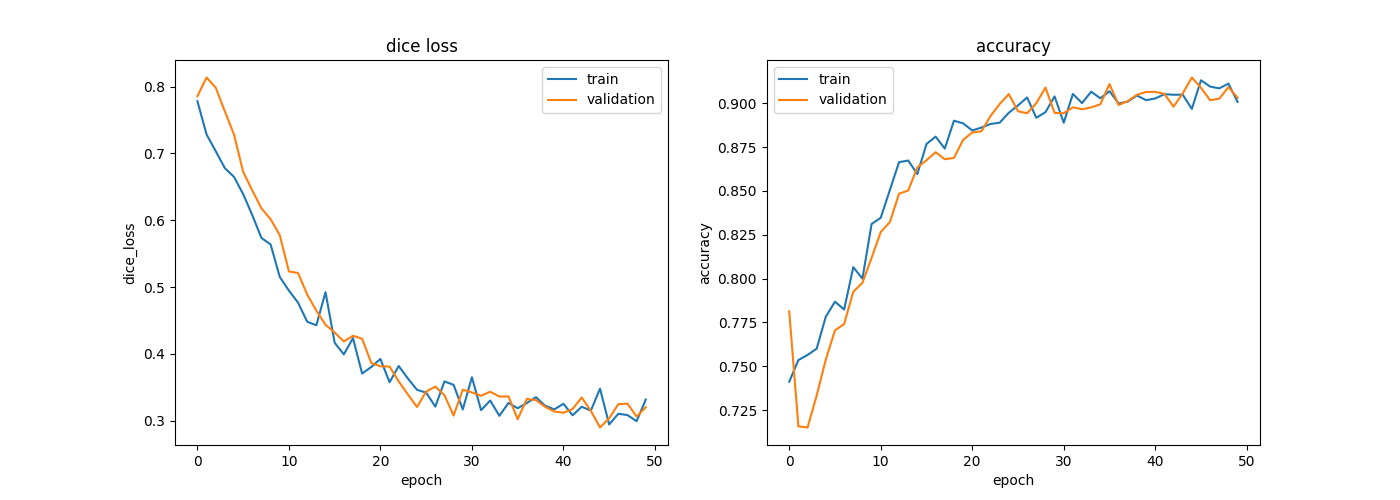 dice loss
train
validation
0.8
0.7
0.6
0.5
0.4
0.3
dice_loss
0 10 20 30 40 50
epoch
accuracy
train
validation
0.900
0.875
0.850
0.825
0.800
0.775
0.750
0.725
accuracy
0 10 20 30 40 50
epoch